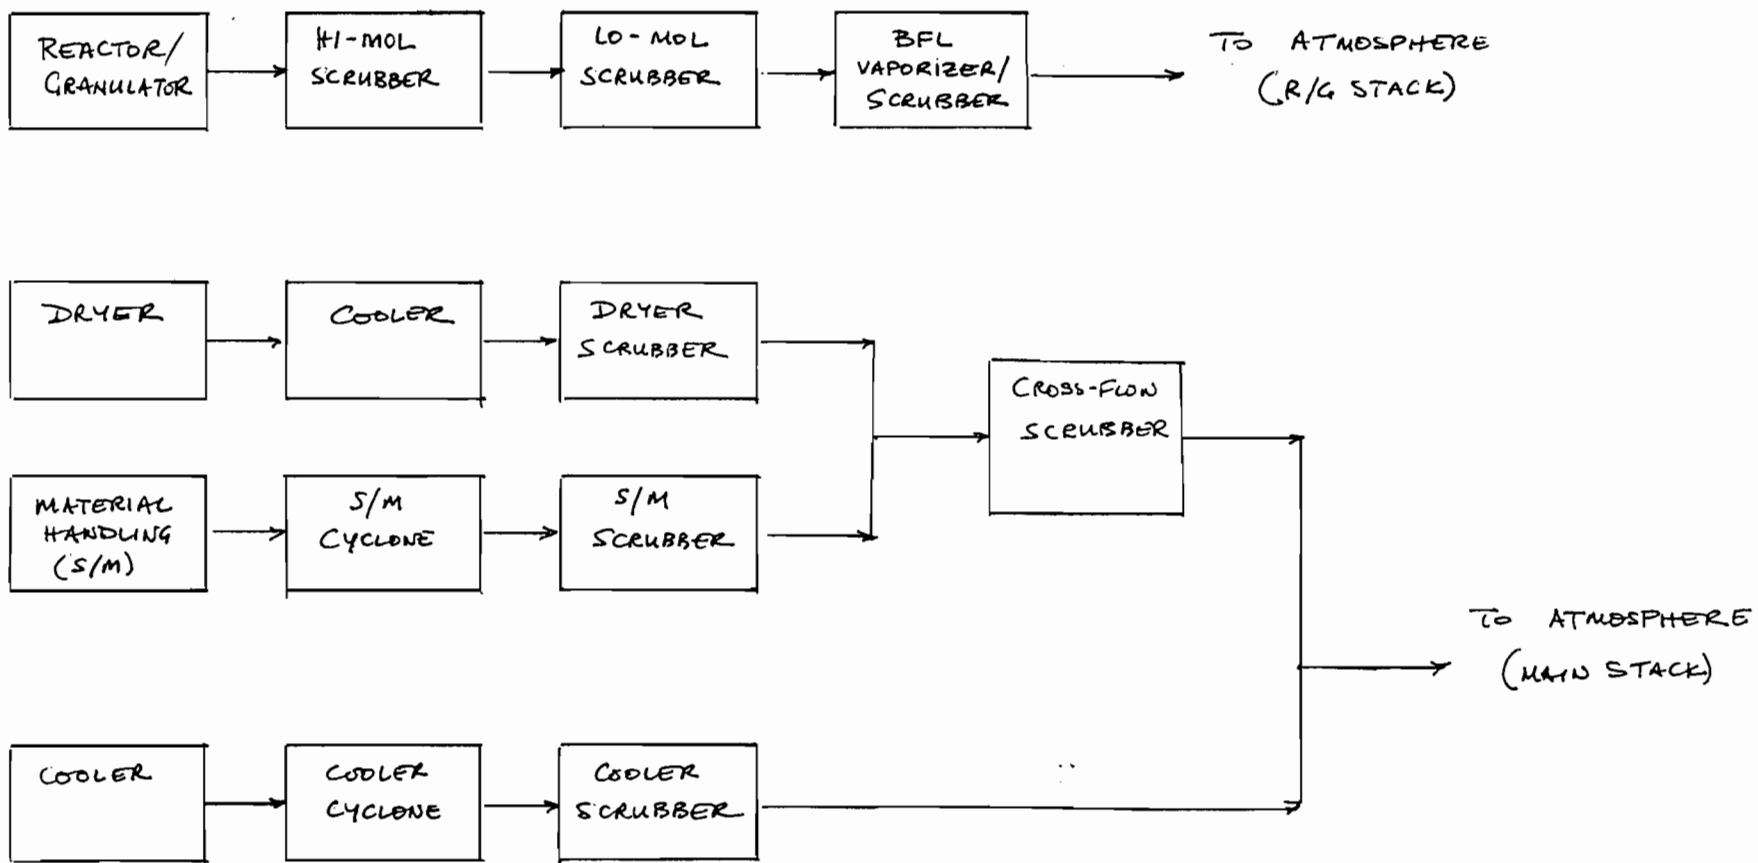 REACTOR/
GRANULATOR
HI-MOL
SCRUBBER
LO-MOL
SCRUBBER
BFL
VAPORIZER/
SCRUBBER
TO ATMOSPHERE
(R/G STACK)
DRYER
COOLER
DRYER
SCRUBBER
CROSS-FLOW
SCRUBBER
MATERIAL
HANDLING
(S/M)
S/M
CYCLONE
S/M
SCRUBBER
TO ATMOSPHERE
(MAIN STACK)
COOLER
COOLER
CYCLONE
COOLER
SCRUBBER